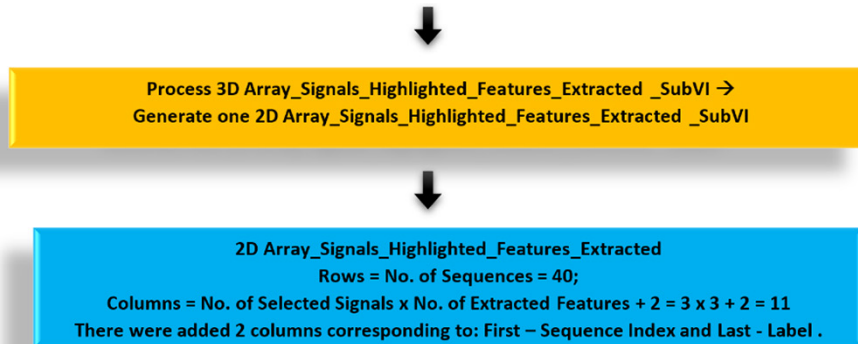 Process 3D Array_Signals_Highlighted_Features_Extracted _SubVI →
Generate one 2D Array_Signals_Highlighted_Features_Extracted _SubVI
2D Array_Signals_Highlighted_Features_Extracted
Rows = No. of Sequences = 40;
Columns = No. of Selected Signals x No. of Extracted Features + 2 = 3 x 3 + 2 = 11
There were added 2 columns corresponding to: First – Sequence Index and Last - Label .